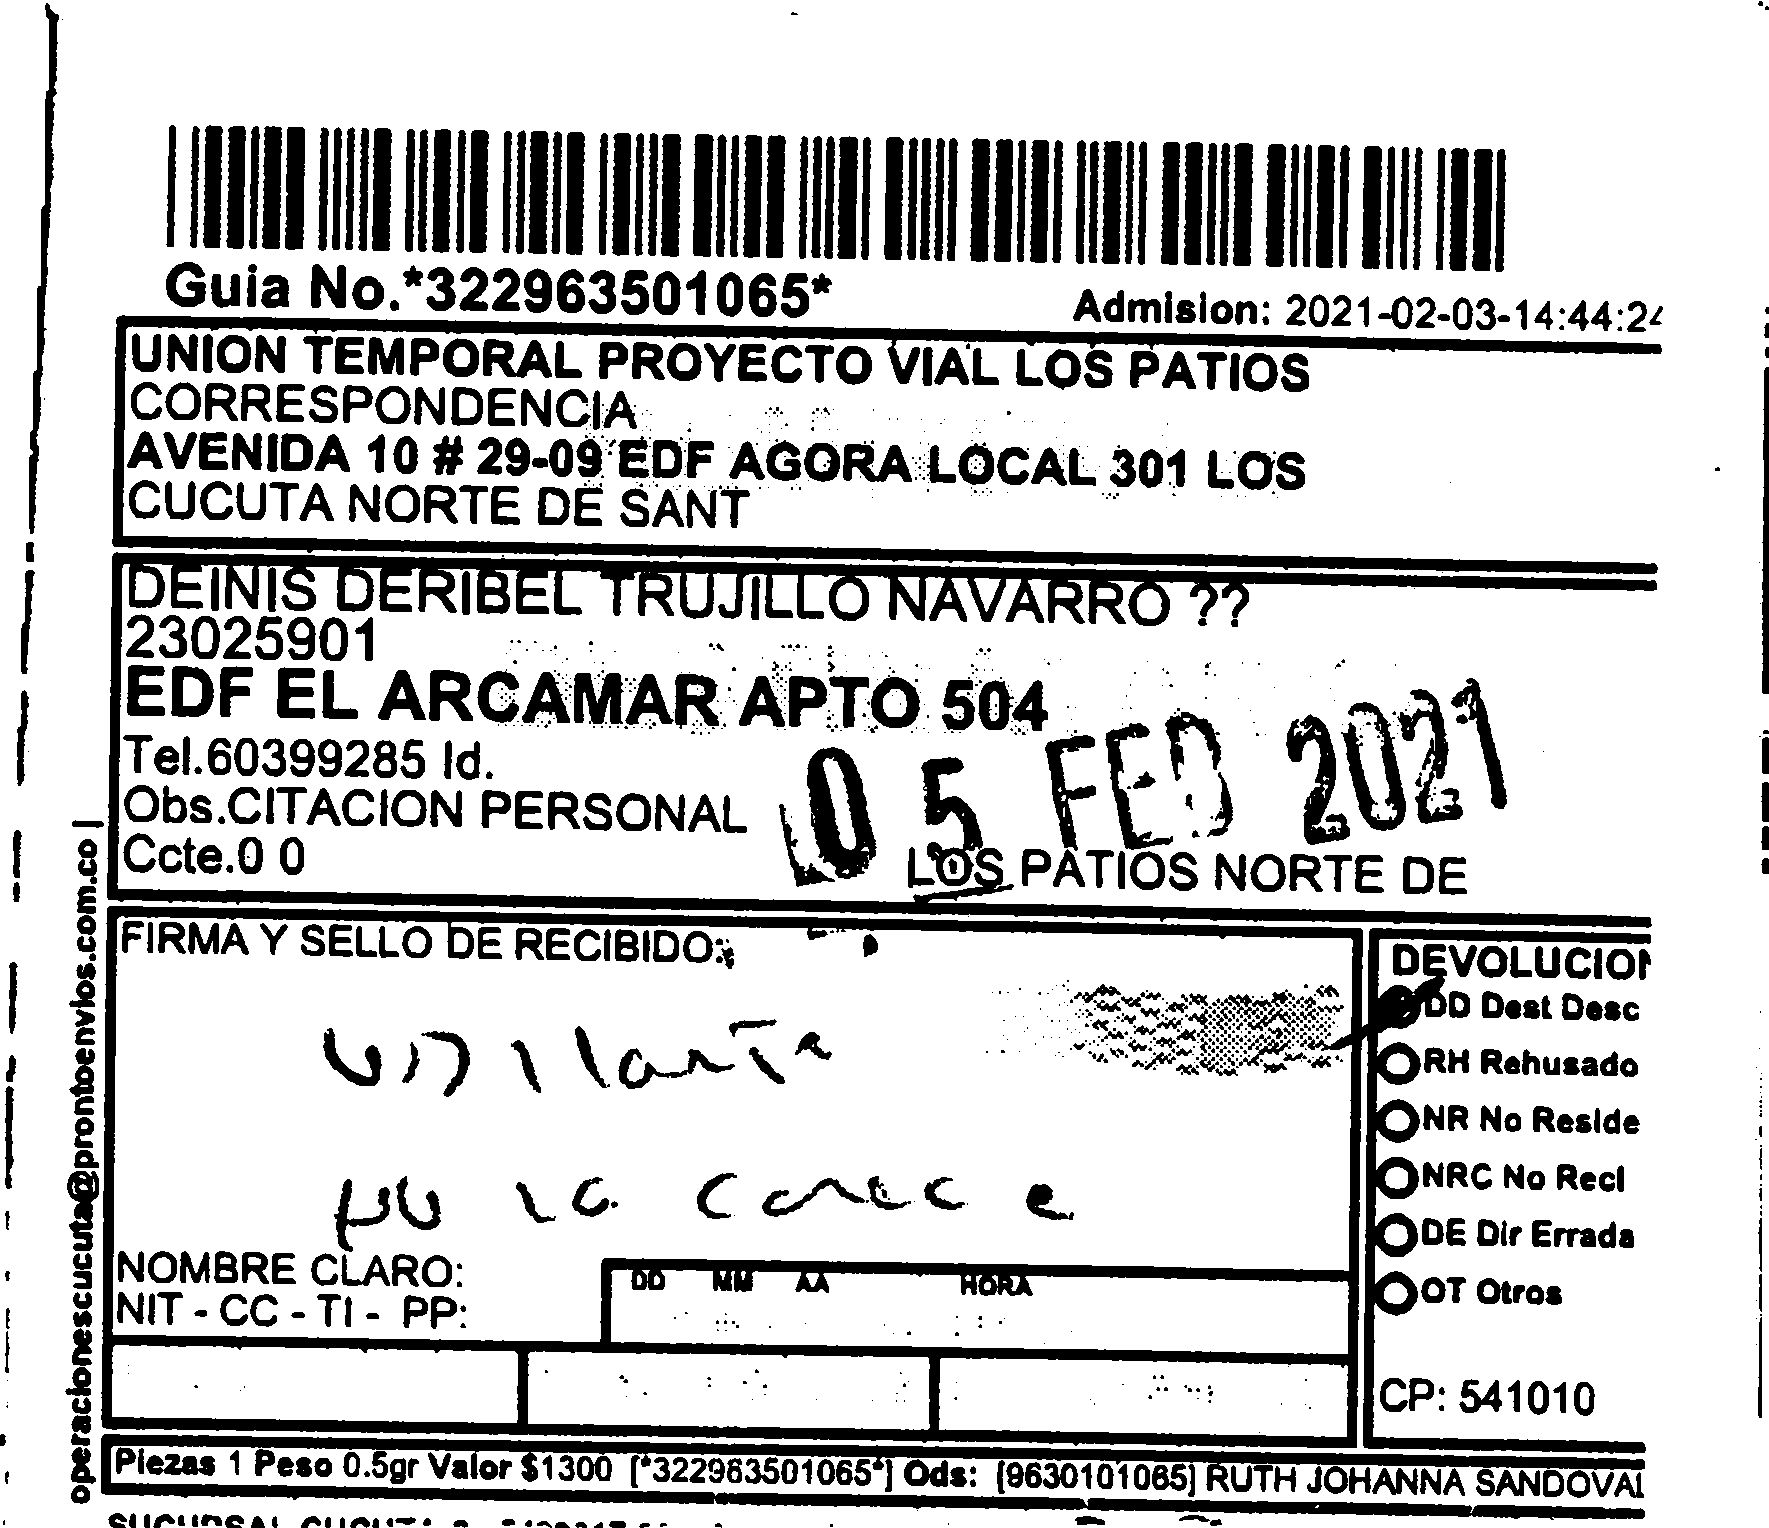 Guia No.*322963501065*
Admision: 2021-02-03-14:44:24
UNION TEMPORAL PROYECTO VIAL LOS PATIOS
CORRESPONDENCIA
AVENIDA 10 # 29-09 EDF AGORA LOCAL 301 LOS
CUCUTA NORTE DE SANT
DEINIS DERIBEL TRUJILLO NAVARRO ??
23025901
EDF EL ARCAMAR APTO 504
Tel.60399285 Id.
Obs.CITACION PERSONAL
05 FEB 2021
Ccte.0 0
LOS PATIOS NORTE DE
operacionescucuta@prontoenvios.com.co |
FIRMA Y SELLO DE RECIBIDO:
no la conoce
NOMBRE CLARO:
NIT - CC - TI - PP:
DD MM AA HORA
DEVOLUCION
DD Dest Desc
RH Rehusado
NR No Reside
NRC No Recl
DE Dir Errada
OT Otros
CP: 541010
Piezas 1 Peso 0.5gr Valor $1300 [*322963501065*] Ods: [9630101065] RUTH JOHANNA SANDOVAL
SUCURSAL CUCUTA